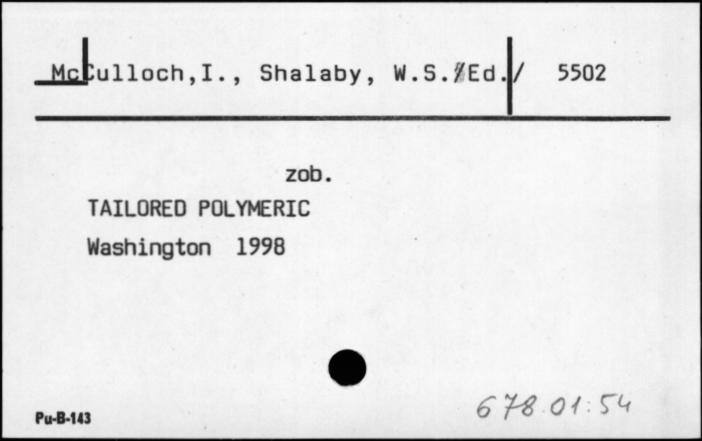 McCulloch,I., Shalaby, W.S./Ed./ 5502
zob.
TAILORED POLYMERIC
Washington 1998
678.01:54
Pu-B-143